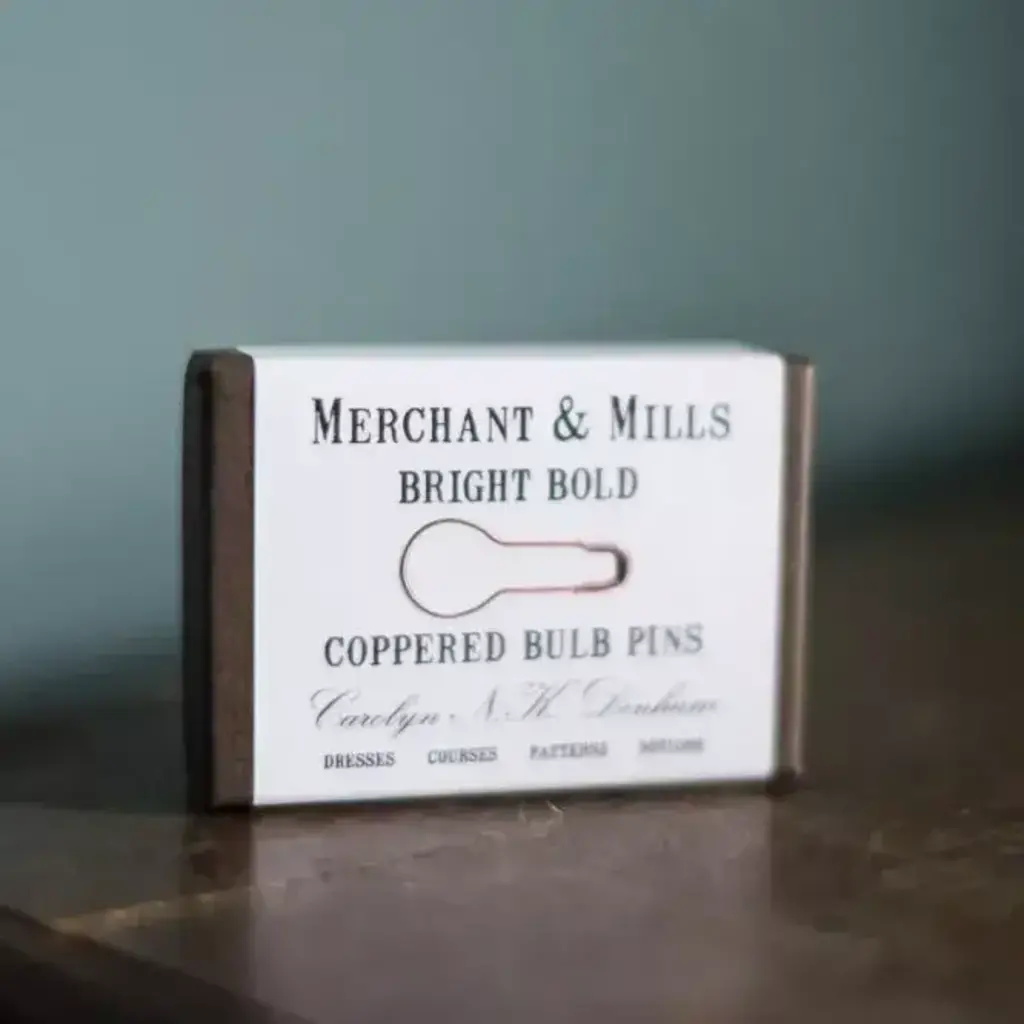 MERCHANT & MILLS
BRIGHT BOLD
COPPERED BULB PINS
Carolyn N. K. Denham
DRESSES COURSES PATTERNS